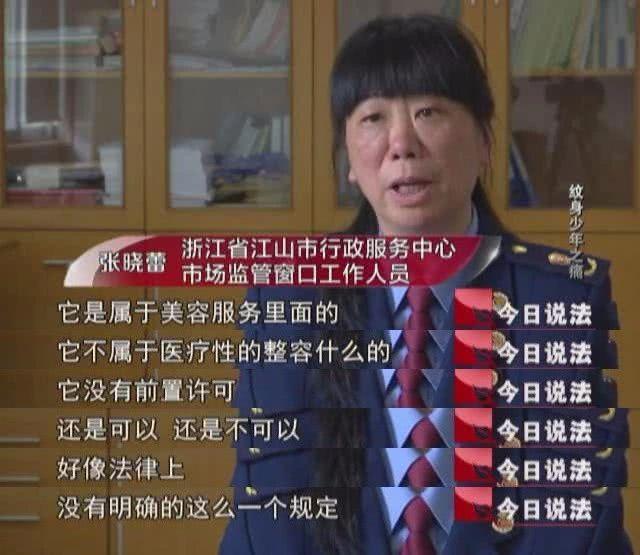 纹身少年之痛
张晓蕾
浙江省江山市行政服务中心
市场监管窗口工作人员
它是属于美容服务里面的
今日说法
它不属于医疗性的整容什么的
今日说法
它没有前置许可
今日说法
还是可以 还是不可以
今日说法
好像法律上
今日说法
没有明确的这么一个规定
今日说法